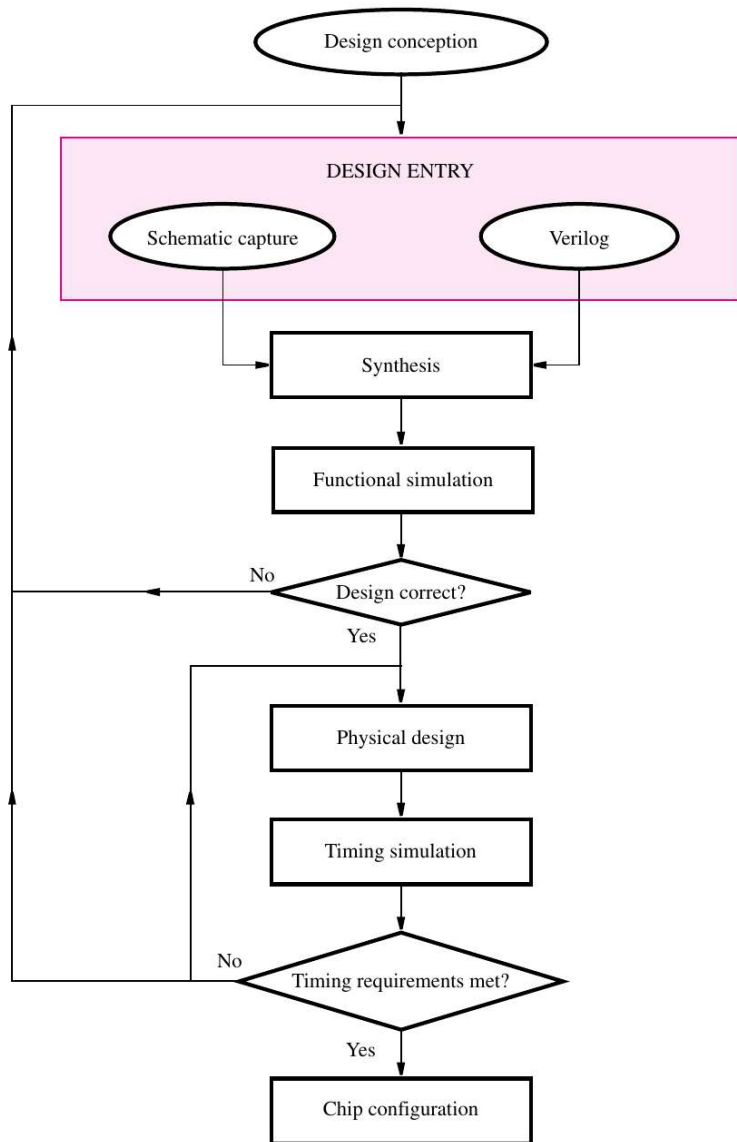 Design conception
DESIGN ENTRY
Schematic capture
Verilog
Synthesis
Functional simulation
No
Design correct?
Yes
Physical design
Timing simulation
No
Timing requirements met?
Yes
Chip configuration